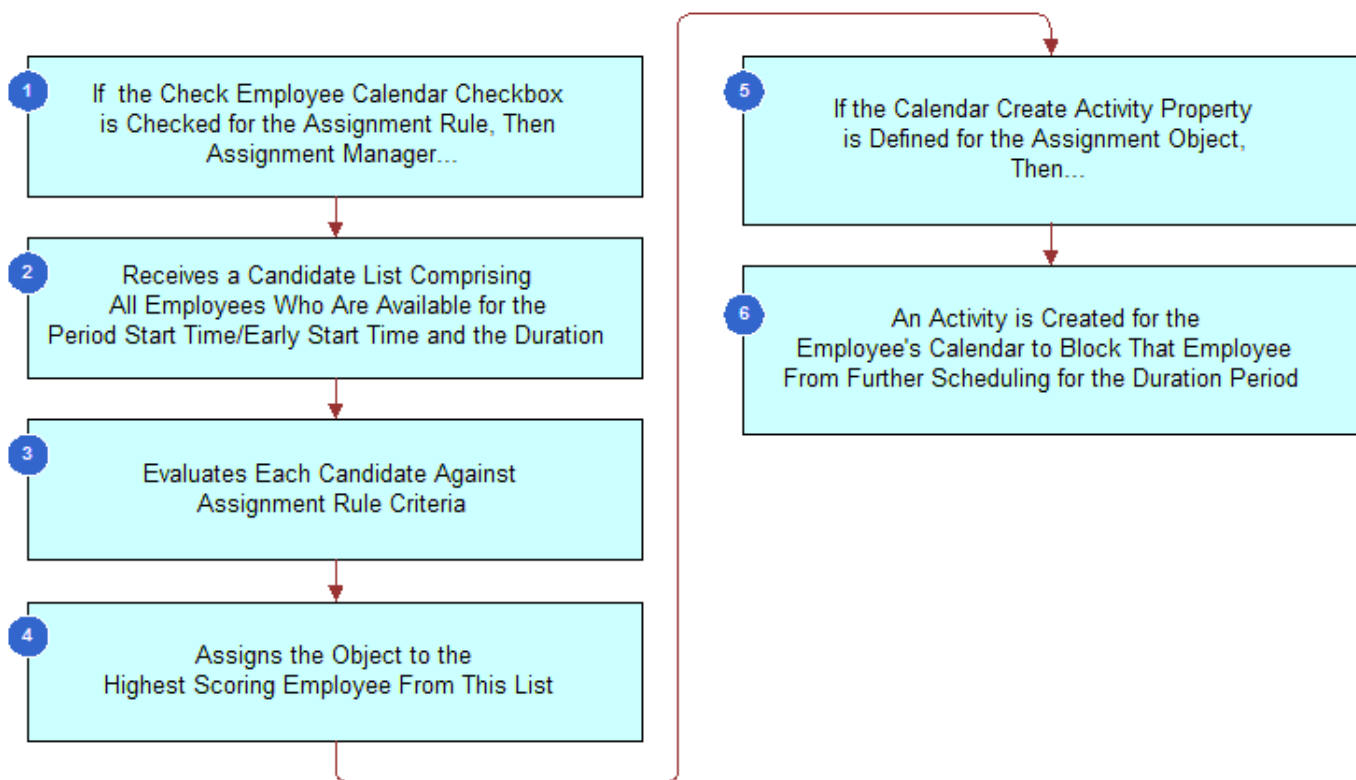 1
If the Check Employee Calendar Checkbox
is Checked for the Assignment Rule, Then
Assignment Manager...
2
Receives a Candidate List Comprising
All Employees Who Are Available for the
Period Start Time/Early Start Time and the Duration
3
Evaluates Each Candidate Against
Assignment Rule Criteria
4
Assigns the Object to the
Highest Scoring Employee From This List
5
If the Calendar Create Activity Property
is Defined for the Assignment Object,
Then...
6
An Activity is Created for the
Employee's Calendar to Block That Employee
From Further Scheduling for the Duration Period